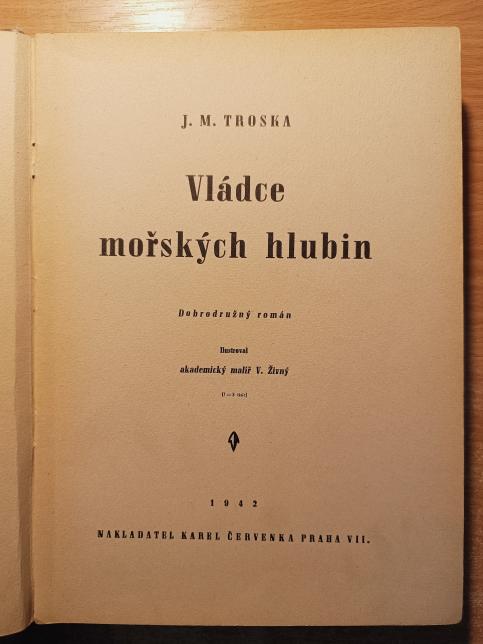 J. M. TROSKA
Vládce
mořských hlubin
Dobrodružný román
Ilustroval
akademický malíř V. Živný
1942
NAKLADATEL KAREL ČERVENKA PRAHA VII.